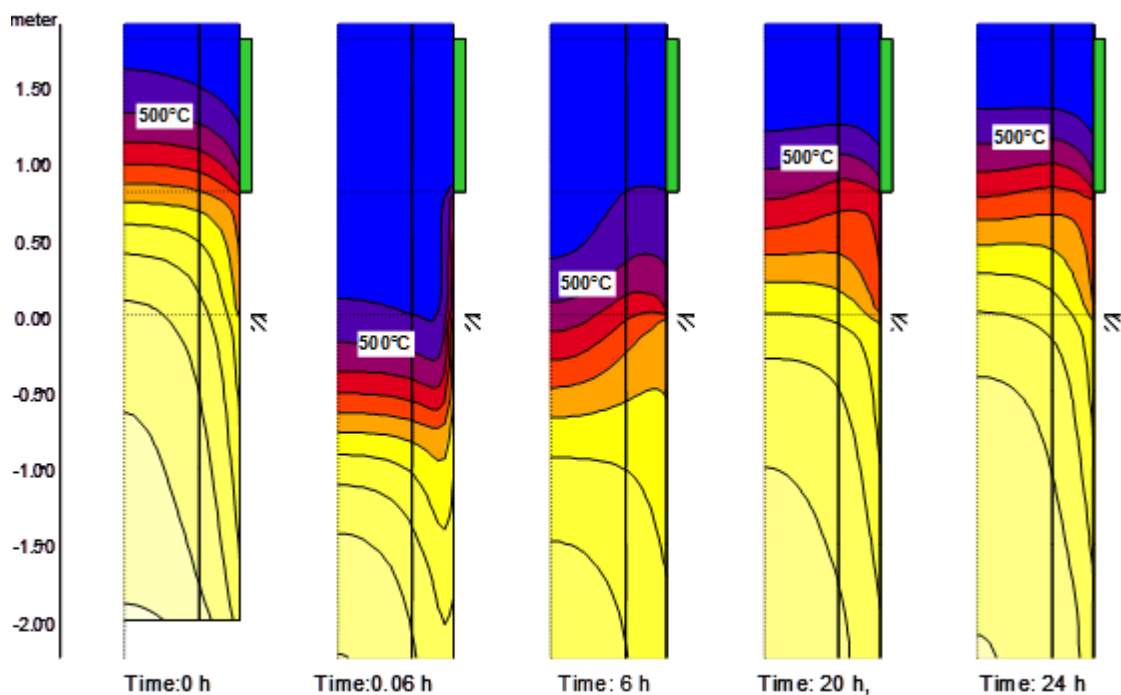 meter
1.50
1.00
0.50
0.00
-0.50
-1.00
-1.50
-2.00
500°C
500°C
500°C
500°C
500°C
Time:0 h
Time:0.06 h
Time: 6 h
Time: 20 h,
Time: 24 h